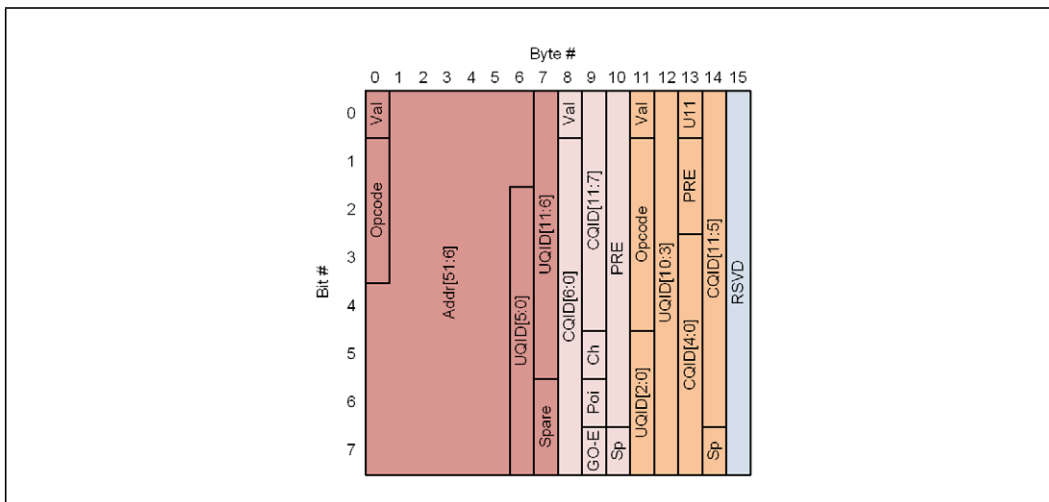 Byte #
0 1 2 3 4 5 6 7 8 9 10 11 12 13 14 15
Bit #
0
1
2
3
4
5
6
7
Val
Opcode
Addr[51:6]
UQID[5:0]
UQID[11:6]
Spare
Val
CQID[6:0]
CQID[11:7]
Ch
Poi
GO-E
PRE
Sp
Val
Opcode
UQID[2:0]
UQID[10:3]
U11
PRE
CQID[4:0]
CQID[11:5]
Sp
RSVD